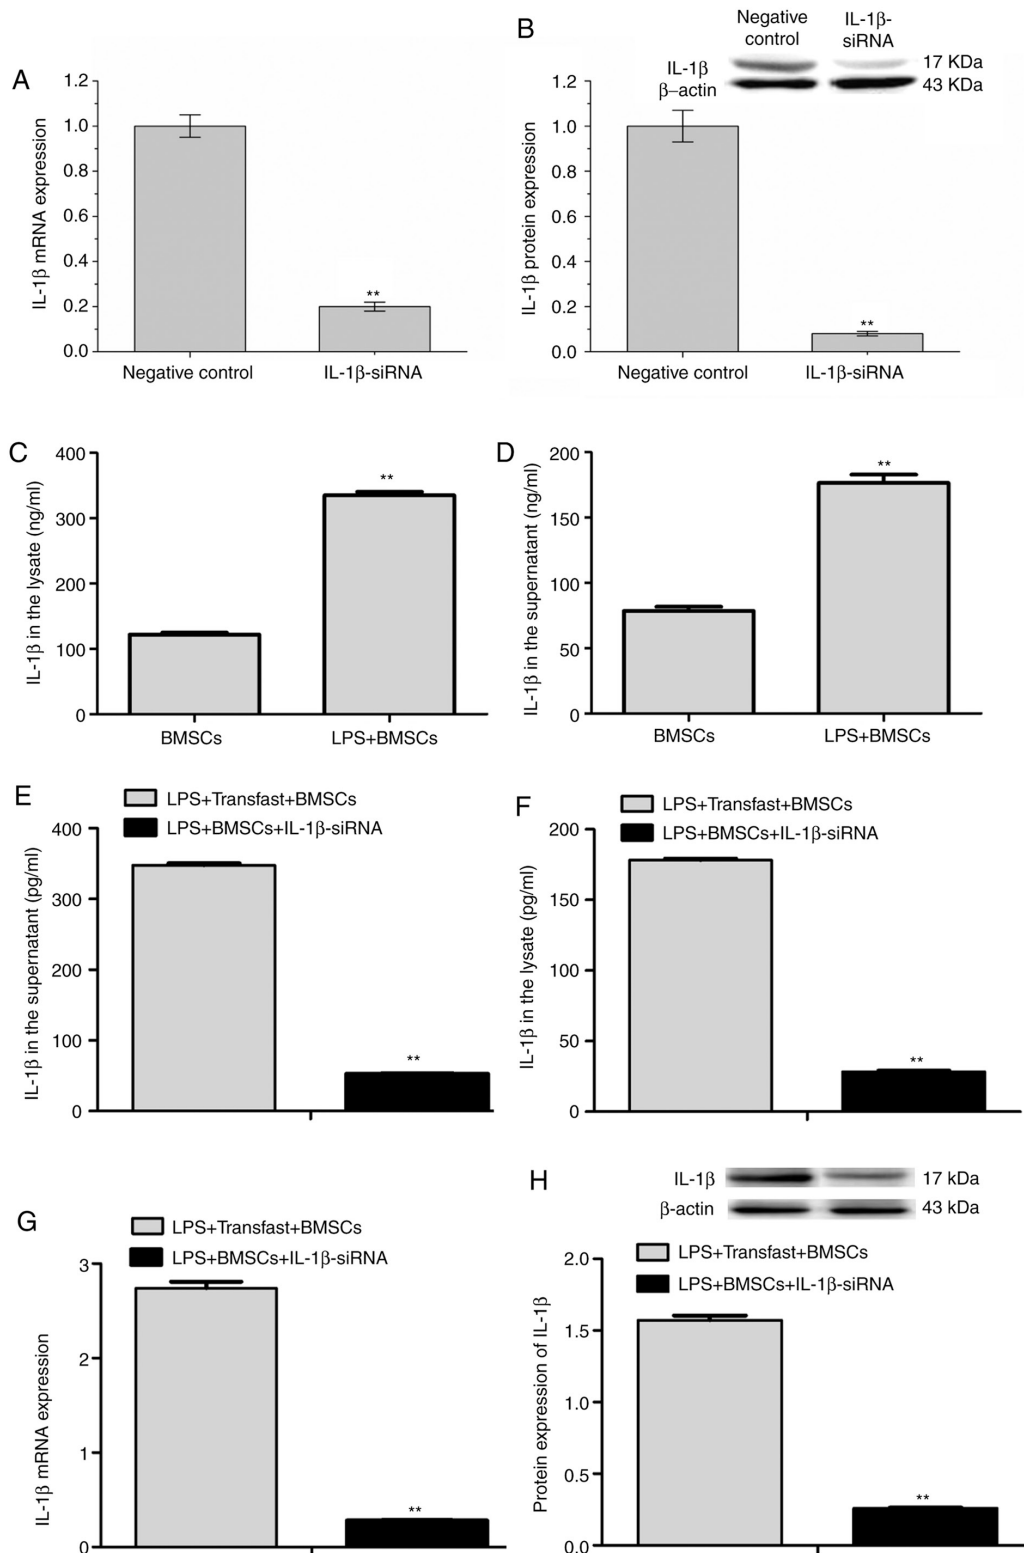 A
IL-1β mRNA expression
1.2
1.0
0.8
0.6
0.4
0.2
0.0
**
Negative control
IL-1β-siRNA
B
Negative control
IL-1β-siRNA
IL-1β
17 KDa
β–actin
43 KDa
IL-1β protein expression
1.2
1.0
0.8
0.6
0.4
0.2
0.0
**
Negative control
IL-1β-siRNA
C
IL-1β in the lysate (ng/ml)
400
300
200
100
0
**
BMSCs
LPS+BMSCs
D
IL-1β in the supernatant (ng/ml)
200
150
100
50
0
**
BMSCs
LPS+BMSCs
E
LPS+Transfast+BMSCs
LPS+BMSCs+IL-1β-siRNA
IL-1β in the supernatant (pg/ml)
400
300
200
100
0
**
F
LPS+Transfast+BMSCs
LPS+BMSCs+IL-1β-siRNA
IL-1β in the lysate (pg/ml)
200
150
100
50
0
**
G
LPS+Transfast+BMSCs
LPS+BMSCs+IL-1β-siRNA
IL-1β mRNA expression
3
2
1
0
**
H
IL-1β
17 kDa
β-actin
43 kDa
LPS+Transfast+BMSCs
LPS+BMSCs+IL-1β-siRNA
Protein expression of IL-1β
2.0
1.5
1.0
0.5
0.0
**